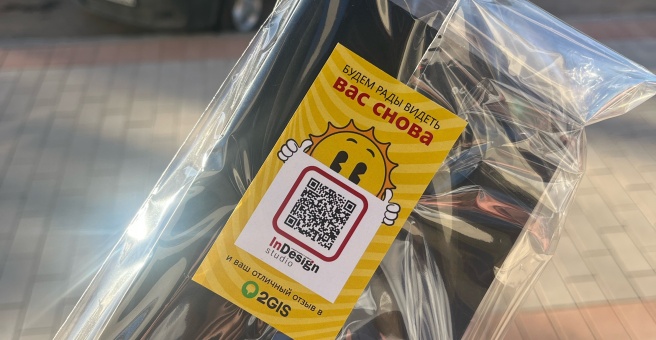 БУДЕМ РАДЫ ВИДЕТЬ
вас снова
InDesign
studio
и ваш отличный отзыв в
2GIS